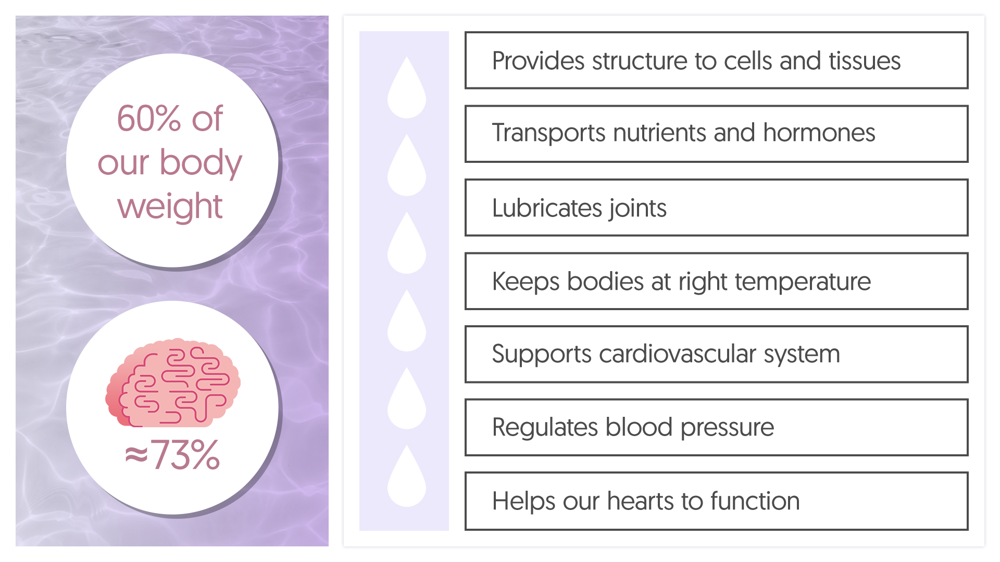 60% of
our body
weight
≈73%
Provides structure to cells and tissues
Transports nutrients and hormones
Lubricates joints
Keeps bodies at right temperature
Supports cardiovascular system
Regulates blood pressure
Helps our hearts to function